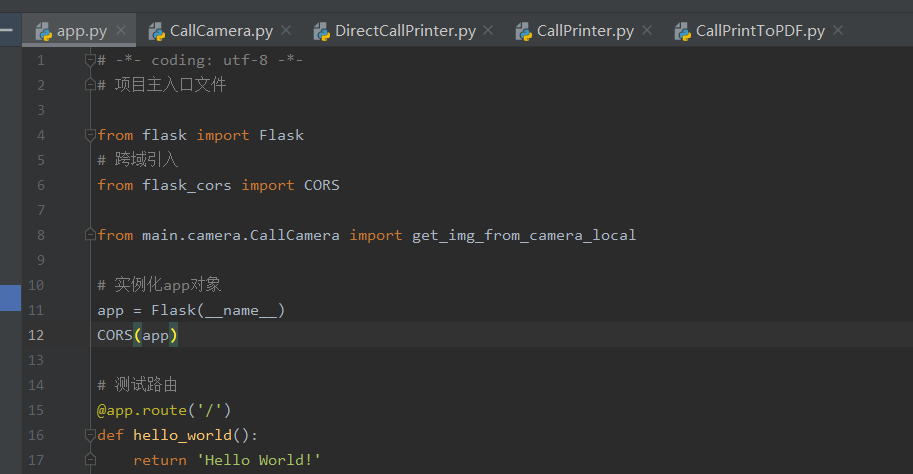 app.py CallCamera.py DirectCallPrinter.py CallPrinter.py CallPrintToPDF.py
1 # -*- coding: utf-8 -*-
2 # 项目主入口文件
3
4 from flask import Flask
5 # 跨域引入
6 from flask_cors import CORS
7
8 from main.camera.CallCamera import get_img_from_camera_local
9
10 # 实例化app对象
11 app = Flask(__name__)
12 CORS(app)
13
14 # 测试路由
15 @app.route('/')
16 def hello_world():
17     return 'Hello World!'